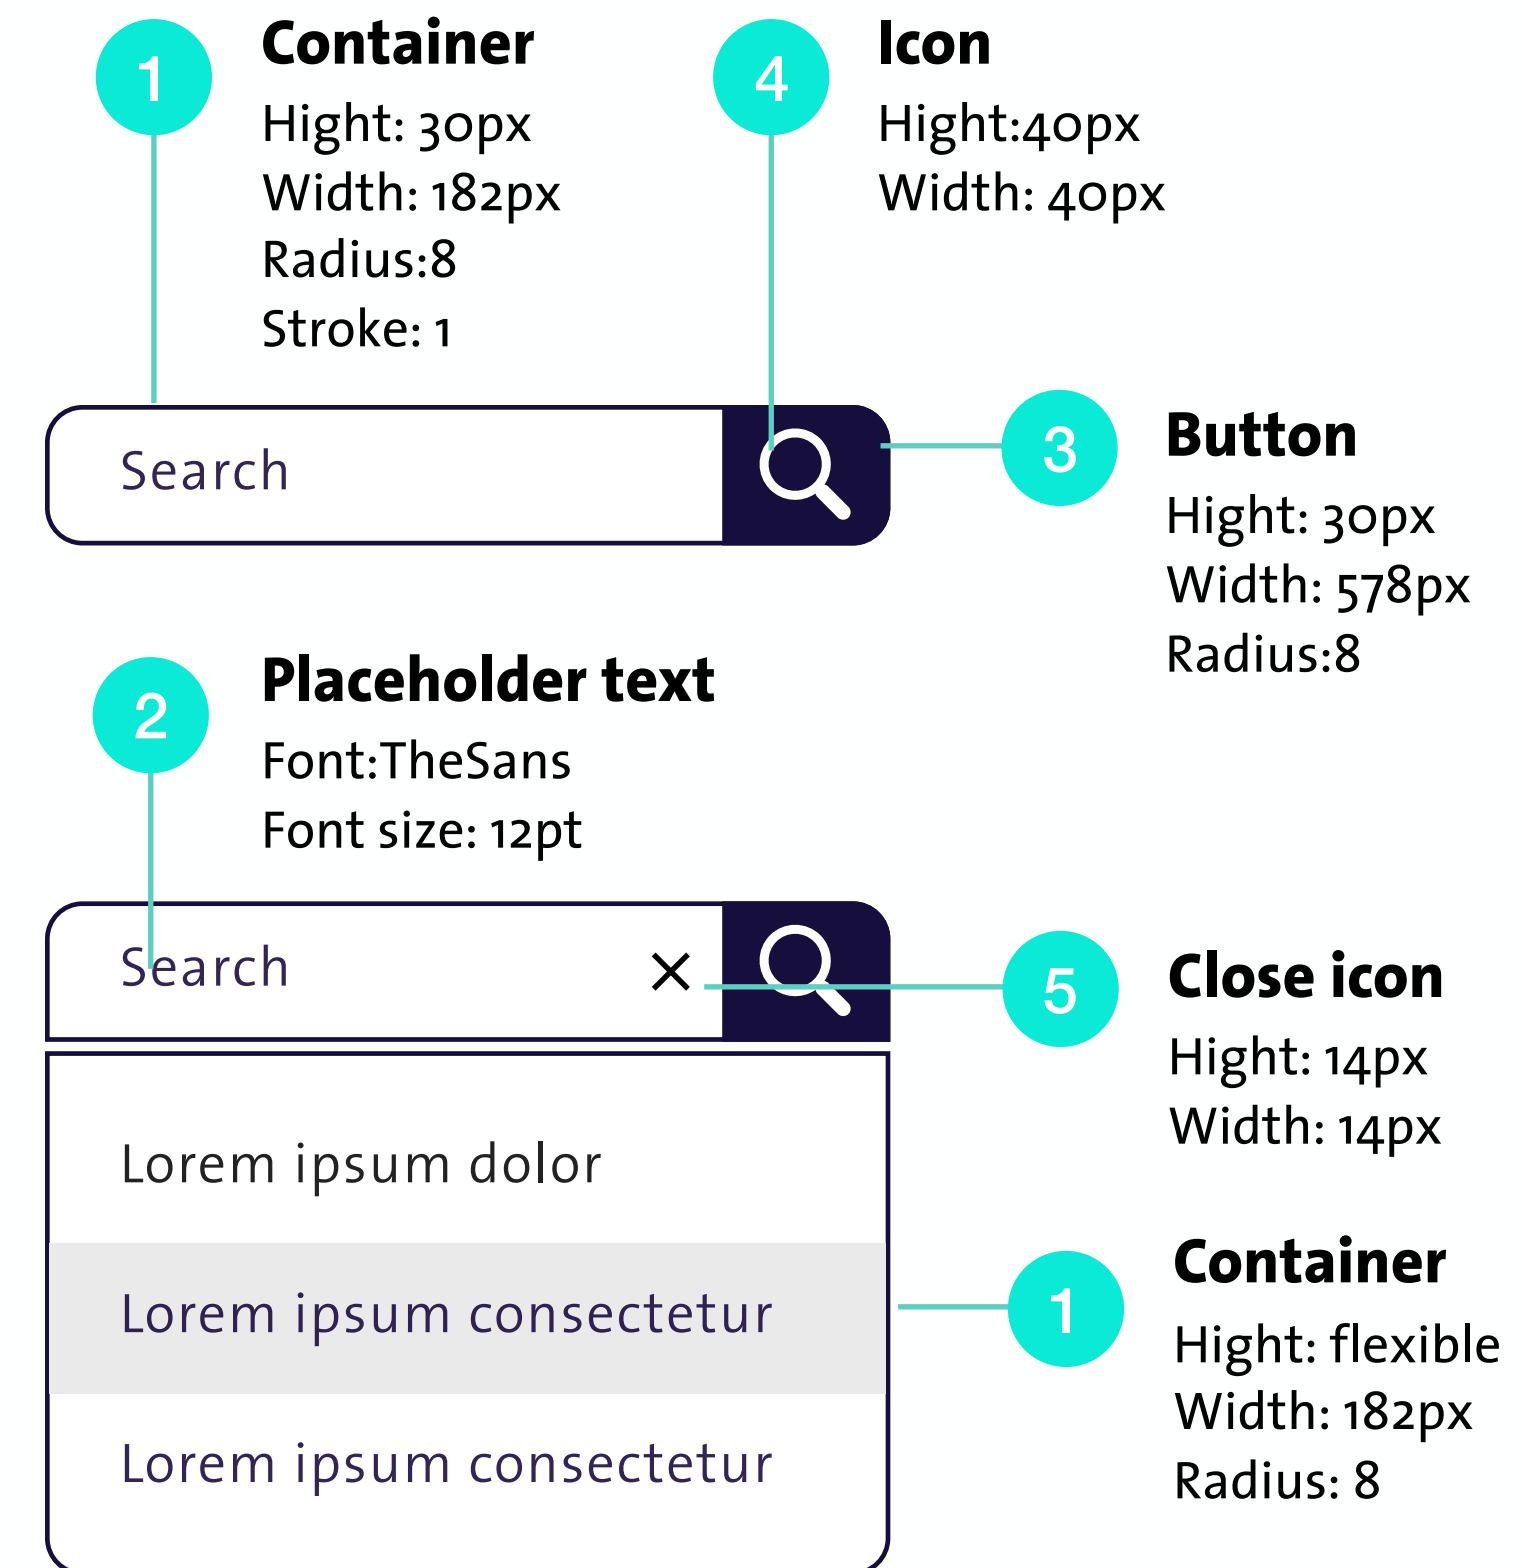 1
Container
Hight: 30px
Width: 182px
Radius:8
Stroke: 1
4
Icon
Hight:40px
Width: 40px
Search
3
Button
Hight: 30px
Width: 578px
Radius:8
2
Placeholder text
Font:TheSans
Font size: 12pt
Search
5
Close icon
Hight: 14px
Width: 14px
Lorem ipsum dolor
Lorem ipsum consectetur
Lorem ipsum consectetur
1
Container
Hight: flexible
Width: 182px
Radius: 8